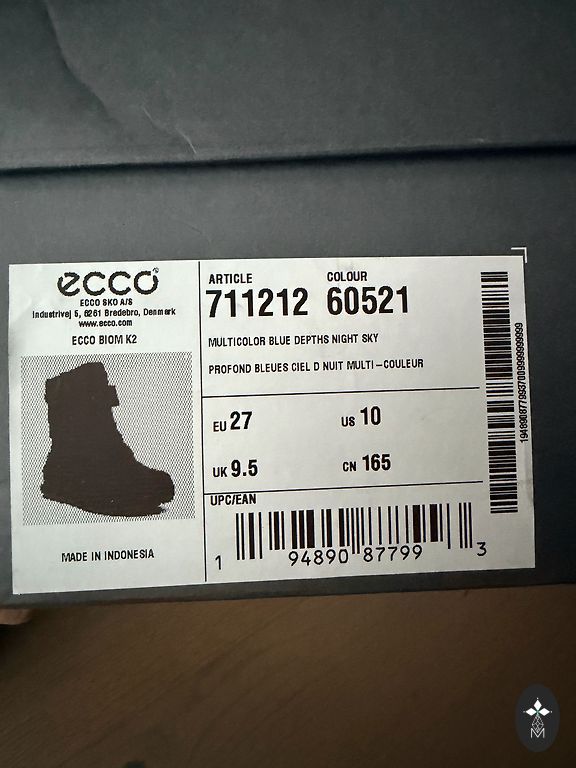 ecco
ECCO SKO A/S
Industrivej 5, 6261 Bredebro, Denmark
www.ecco.com
ECCO BIOM K2
MADE IN INDONESIA
ARTICLE COLOUR
711212 60521
MULTICOLOR BLUE DEPTHS NIGHT SKY
PROFOND BLEUES CIEL D NUIT MULTI-COULEUR
EU 27 US 10
UK 9.5 CN 165
UPC/EAN
1 94890 87799 3